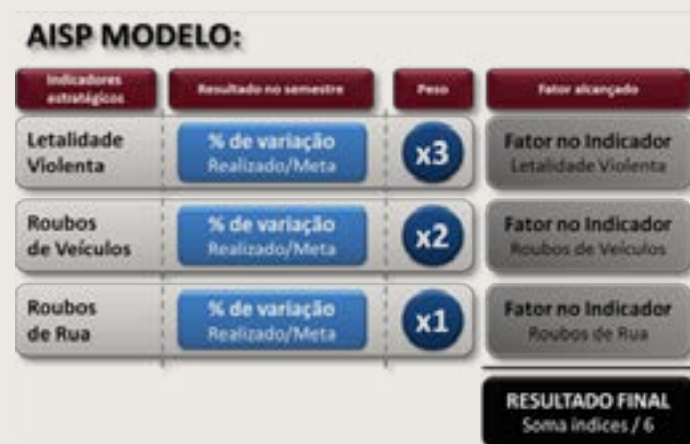 AISP MODELO:
Indicadores
estratégicos
Resultado no semestre
Peso
Fator alcançado
Letalidade
Violenta
% de variação
Realizado/Meta
x3
Fator no Indicador
Letalidade Violenta
Roubos
de Veículos
% de variação
Realizado/Meta
x2
Fator no Indicador
Roubos de Veículos
Roubos
de Rua
% de variação
Realizado/Meta
x1
Fator no Indicador
Roubos de Rua
RESULTADO FINAL
Soma índices / 6